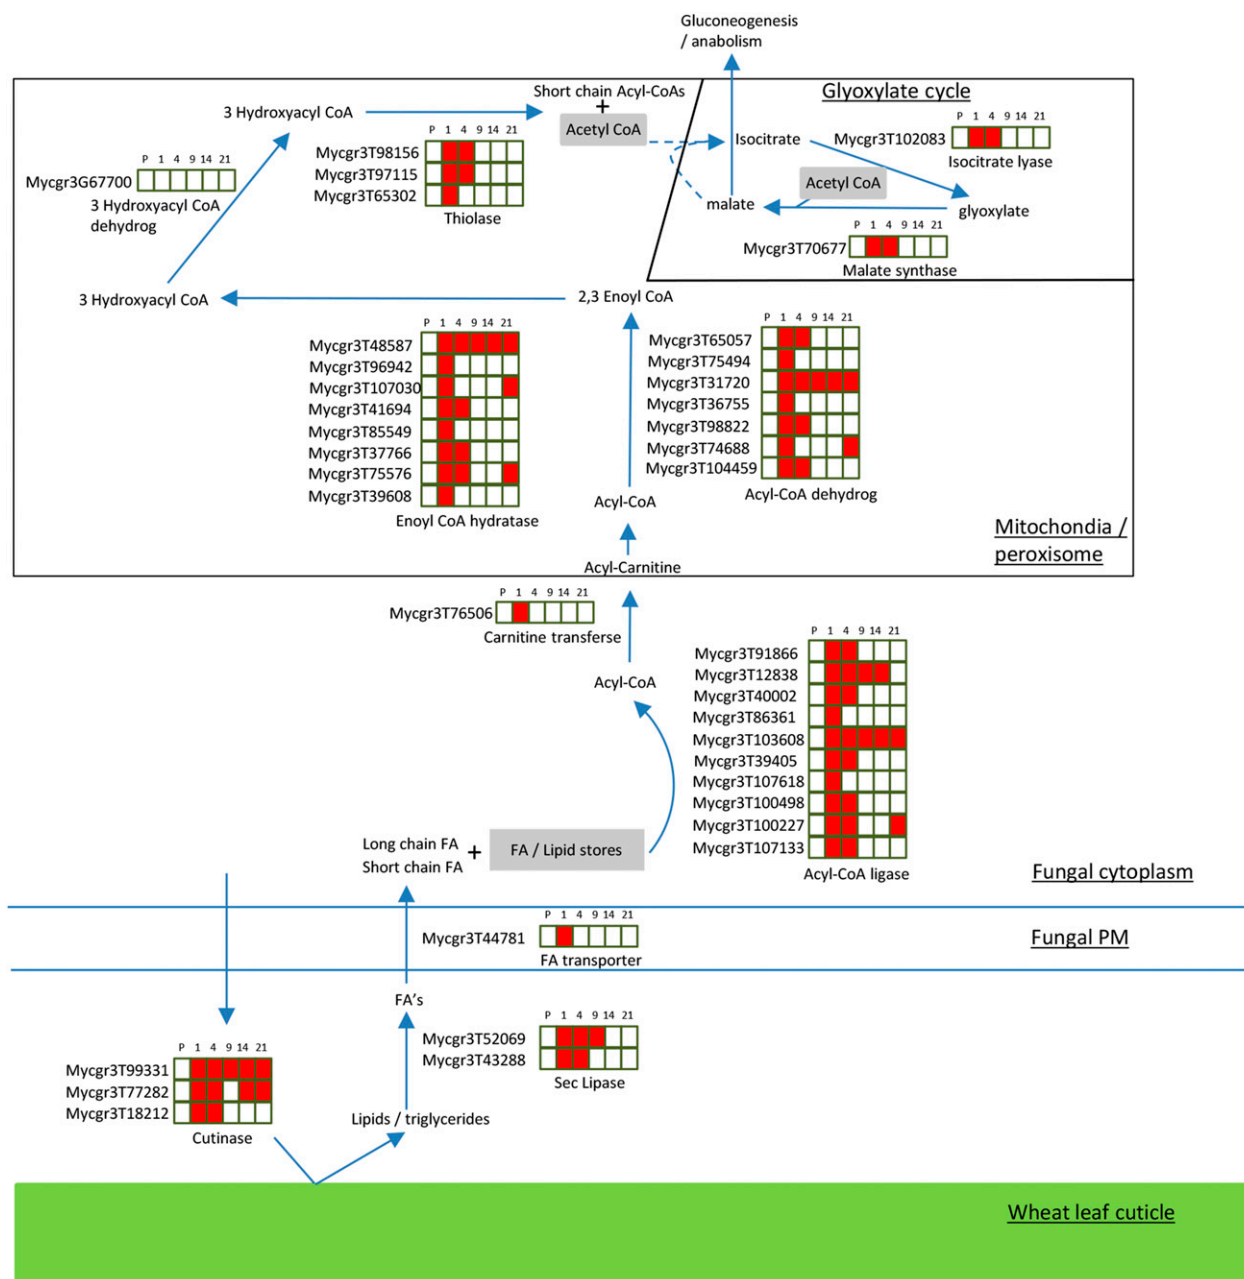 Gluconeogenesis
/ anabolism
Glyoxylate cycle
Short chain Acyl-CoAs
+
Acetyl CoA
3 Hydroxyacyl CoA
P 1 4 9 14 21
Mycgr3T98156
Mycgr3T97115
Mycgr3T65302
Thiolase
P 1 4 9 14 21
Mycgr3G67700
3 Hydroxyacyl CoA
dehydrog
Isocitrate
P 1 4 9 14 21
Mycgr3T102083
Isocitrate lyase
Acetyl CoA
malate
glyoxylate
P 1 4 9 14 21
Mycgr3T70677
Malate synthase
3 Hydroxyacyl CoA
2,3 Enoyl CoA
P 1 4 9 14 21
Mycgr3T48587
Mycgr3T96942
Mycgr3T107030
Mycgr3T41694
Mycgr3T85549
Mycgr3T37766
Mycgr3T75576
Mycgr3T39608
Enoyl CoA hydratase
P 1 4 9 14 21
Mycgr3T65057
Mycgr3T75494
Mycgr3T31720
Mycgr3T36755
Mycgr3T98822
Mycgr3T74688
Mycgr3T104459
Acyl-CoA dehydrog
Acyl-CoA
Mitochondia /
peroxisome
Acyl-Carnitine
P 1 4 9 14 21
Mycgr3T76506
Carnitine transferse
Acyl-CoA
P 1 4 9 14 21
Mycgr3T91866
Mycgr3T12838
Mycgr3T40002
Mycgr3T86361
Mycgr3T103608
Mycgr3T39405
Mycgr3T107618
Mycgr3T100498
Mycgr3T100227
Mycgr3T107133
Acyl-CoA ligase
Long chain FA
Short chain FA
+
FA / Lipid stores
Fungal cytoplasm
P 1 4 9 14 21
Mycgr3T44781
FA transporter
Fungal PM
FA's
P 1 4 9 14 21
Mycgr3T52069
Mycgr3T43288
Sec Lipase
P 1 4 9 14 21
Mycgr3T99331
Mycgr3T77282
Mycgr3T18212
Cutinase
Lipids / triglycerides
Wheat leaf cuticle